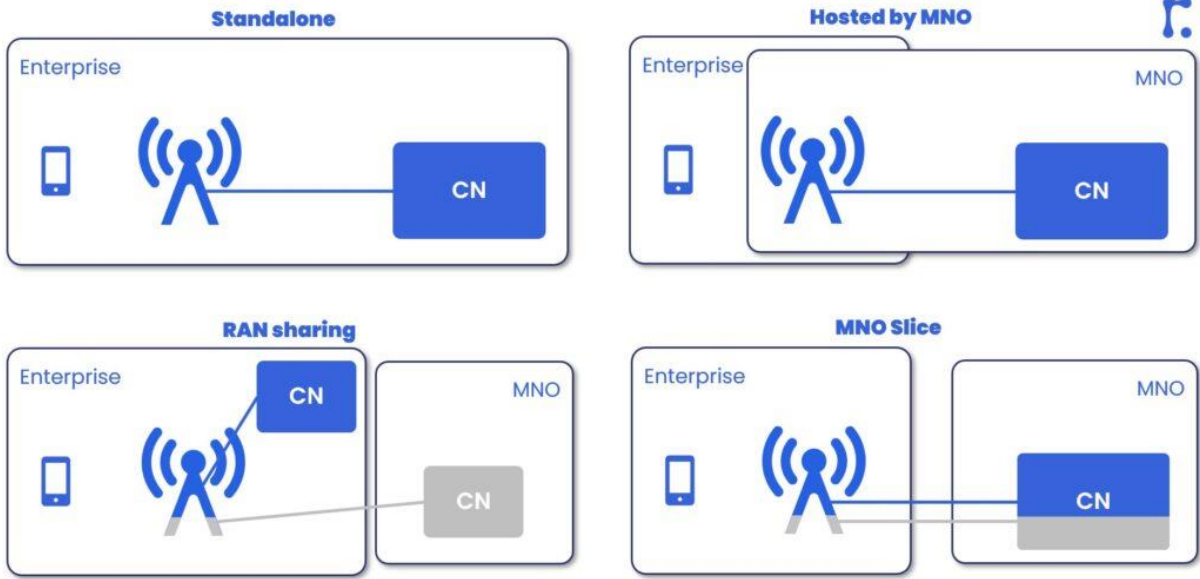 Standalone
Enterprise
CN
Hosted by MNO
Enterprise
MNO
CN
RAN sharing
Enterprise
CN
MNO
CN
MNO Slice
Enterprise
MNO
CN